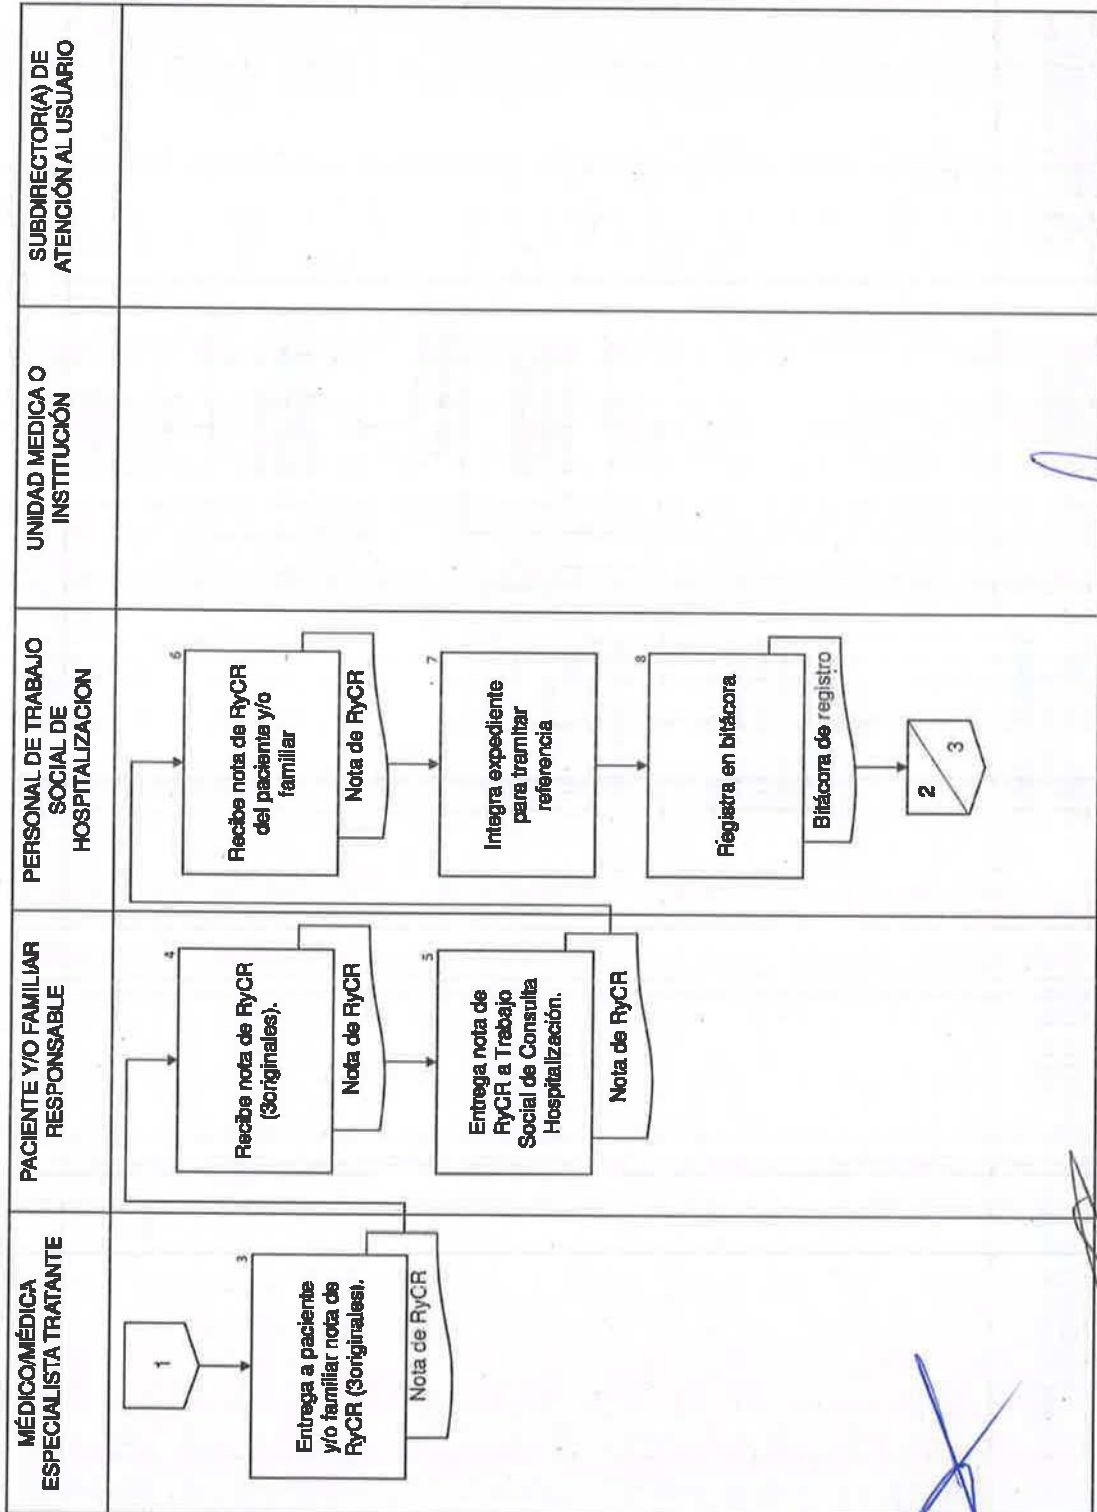 MÉDICO/MÉDICA
ESPECIALISTA TRATANTE
PACIENTE Y/O FAMILIAR
RESPONSABLE
PERSONAL DE TRABAJO
SOCIAL DE
HOSPITALIZACION
UNIDAD MEDICA O
INSTITUCIÓN
SUBDIRECTOR(A) DE
ATENCIÓN AL USUARIO
1
3
Entrega a paciente
y/o familiar nota de
RyCR (3originales).
Nota de RyCR
4
Recibe nota de RyCR
(3originales).
Nota de RyCR
5
Entrega nota de
RyCR a Trabajo
Social de Consulta
Hospitalización.
Nota de RyCR
6
Recibe nota de RyCR
del paciente y/o
familiar
Nota de RyCR
7
Integra expediente
para tramitar
referencia
8
Registra en bitácora
Bitácora de registro
2
3